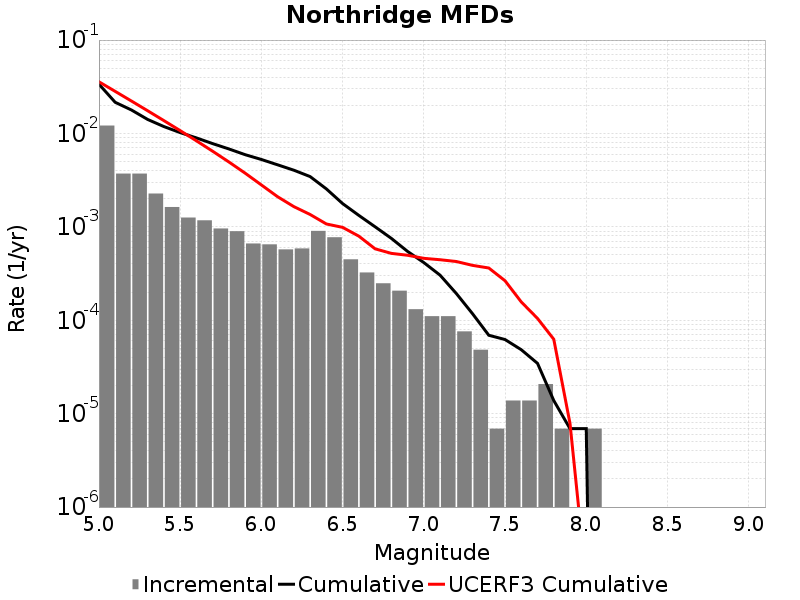 Northridge MFDs
10-1
10-2
10-3
10-4
10-5
10-6
Rate (1/yr)
5.0 5.5 6.0 6.5 7.0 7.5 8.0 8.5 9.0
Magnitude
Incremental Cumulative UCERF3 Cumulative